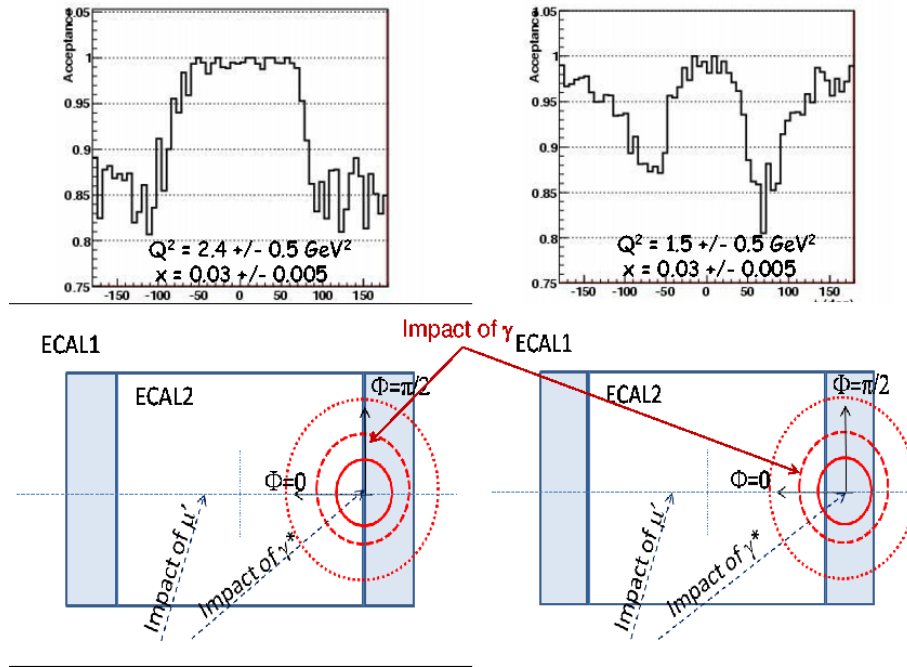 1.05
1
0.95
0.9
0.85
0.8
0.75
Acceptance
Q² = 2.4 +/- 0.5 GeV²
x = 0.03 +/- 0.005
-150 -100 -50 0 50 100 150
1.05
1
0.95
0.9
0.85
0.8
0.75
Acceptance
Q² = 1.5 +/- 0.5 GeV²
x = 0.03 +/- 0.005
-150 -100 -50 0 50 100 150
Impact of γ
ECAL1
ECAL2
Φ=π/2
Φ=0
Impact of μ'
Impact of γ*
ECAL1
ECAL2
Φ=π/2
Φ=0
Impact of μ'
Impact of γ*